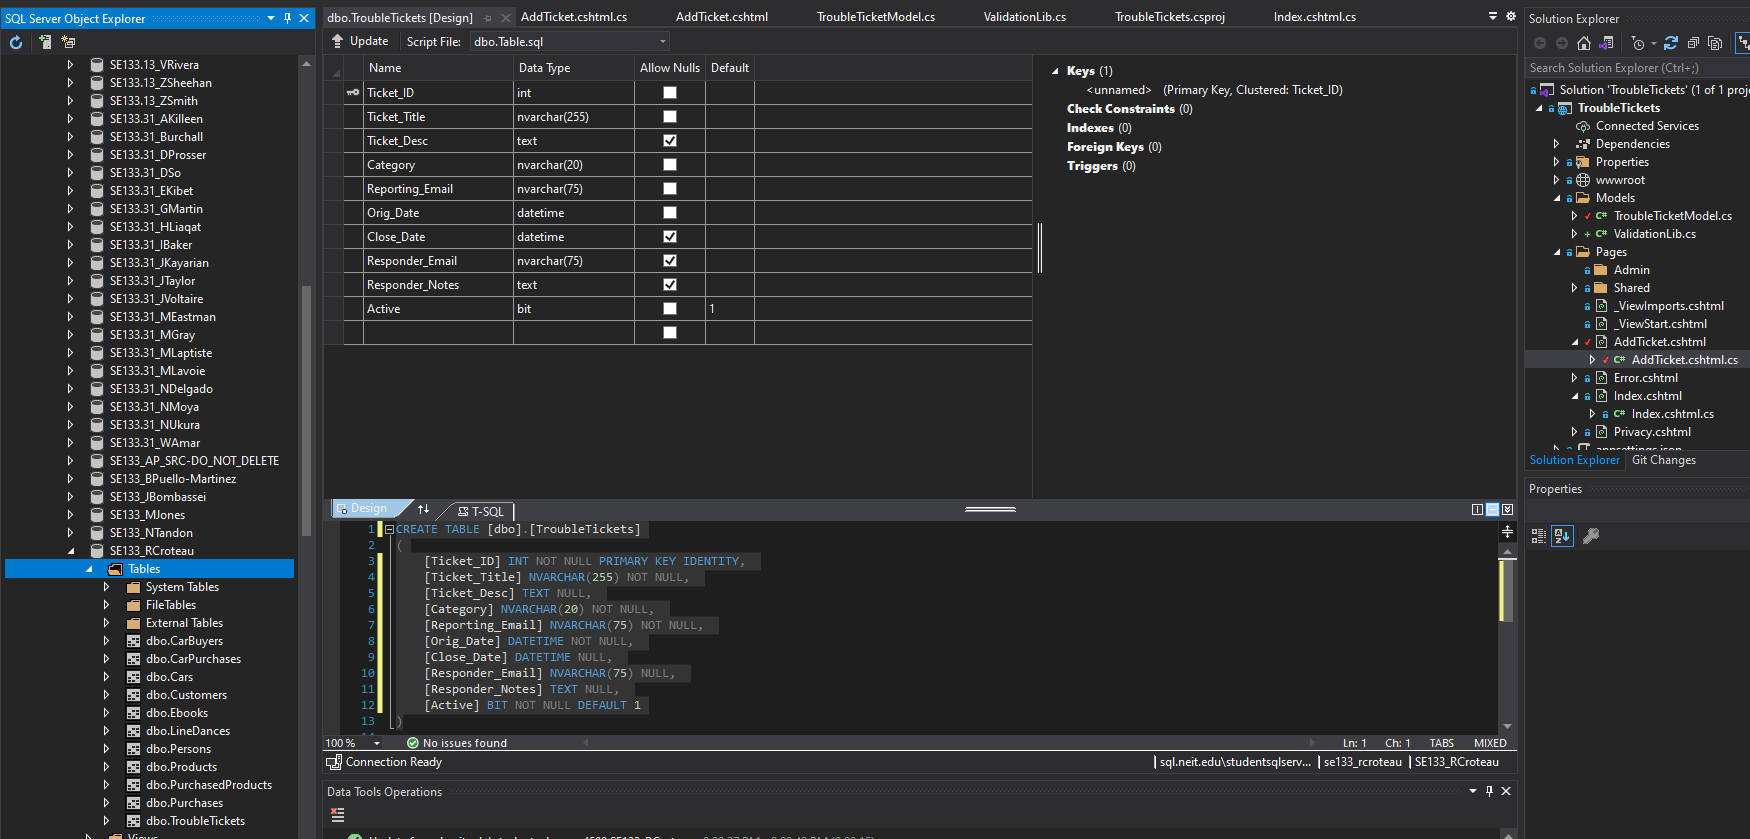 SQL Server Object Explorer
SE133.13_VRivera
SE133.13_ZSheehan
SE133.13_ZSmith
SE133.31_AKilleen
SE133.31_Burchall
SE133.31_DProsser
SE133.31_DSo
SE133.31_EKibet
SE133.31_GMartin
SE133.31_HLiaqat
SE133.31_IBaker
SE133.31_JKayarian
SE133.31_JTaylor
SE133.31_JVoltaire
SE133.31_MEastman
SE133.31_MGray
SE133.31_MLaptiste
SE133.31_MLavoie
SE133.31_NDelgado
SE133.31_NMoya
SE133.31_NUkura
SE133.31_WAmar
SE133_AP_SRC-DO_NOT_DELETE
SE133_BPuello-Martinez
SE133_JBombassei
SE133_MJones
SE133_NTandon
SE133_RCroteau
Tables
System Tables
FileTables
External Tables
dbo.CarBuyers
dbo.CarPurchases
dbo.Cars
dbo.Customers
dbo.Ebooks
dbo.LineDances
dbo.Persons
dbo.Products
dbo.PurchasedProducts
dbo.Purchases
dbo.TroubleTickets
Views
dbo.TroubleTickets [Design] AddTicket.cshtml.cs AddTicket.cshtml TroubleTicketModel.cs ValidationLib.cs TroubleTickets.csproj Index.cshtml.cs
Update Script File: dbo.Table.sql
Name Data Type Allow Nulls Default
Ticket_ID int
Ticket_Title nvarchar(255)
Ticket_Desc text
Category nvarchar(20)
Reporting_Email nvarchar(75)
Orig_Date datetime
Close_Date datetime
Responder_Email nvarchar(75)
Responder_Notes text
Active bit 1
Keys (1)
<unnamed> (Primary Key, Clustered: Ticket_ID)
Check Constraints (0)
Indexes (0)
Foreign Keys (0)
Triggers (0)
Design T-SQL
1 CREATE TABLE [dbo].[TroubleTickets]
2 (
3 [Ticket_ID] INT NOT NULL PRIMARY KEY IDENTITY,
4 [Ticket_Title] NVARCHAR(255) NOT NULL,
5 [Ticket_Desc] TEXT NULL,
6 [Category] NVARCHAR(20) NOT NULL,
7 [Reporting_Email] NVARCHAR(75) NOT NULL,
8 [Orig_Date] DATETIME NOT NULL,
9 [Close_Date] DATETIME NULL,
10 [Responder_Email] NVARCHAR(75) NULL,
11 [Responder_Notes] TEXT NULL,
12 [Active] BIT NOT NULL DEFAULT 1
13 )
100 % No issues found Ln: 1 Ch: 1 TABS MIXED
Connection Ready sql.neit.edu\studentsqlserv... se133_rcroteau SE133_RCroteau
Data Tools Operations
Solution Explorer
Search Solution Explorer (Ctrl+;)
Solution 'TroubleTickets' (1 of 1 proj
TroubleTickets
Connected Services
Dependencies
Properties
wwwroot
Models
TroubleTicketModel.cs
ValidationLib.cs
Pages
Admin
Shared
_ViewImports.cshtml
_ViewStart.cshtml
AddTicket.cshtml
AddTicket.cshtml.cs
Error.cshtml
Index.cshtml
Index.cshtml.cs
Privacy.cshtml
appsettings.json
Solution Explorer Git Changes
Properties